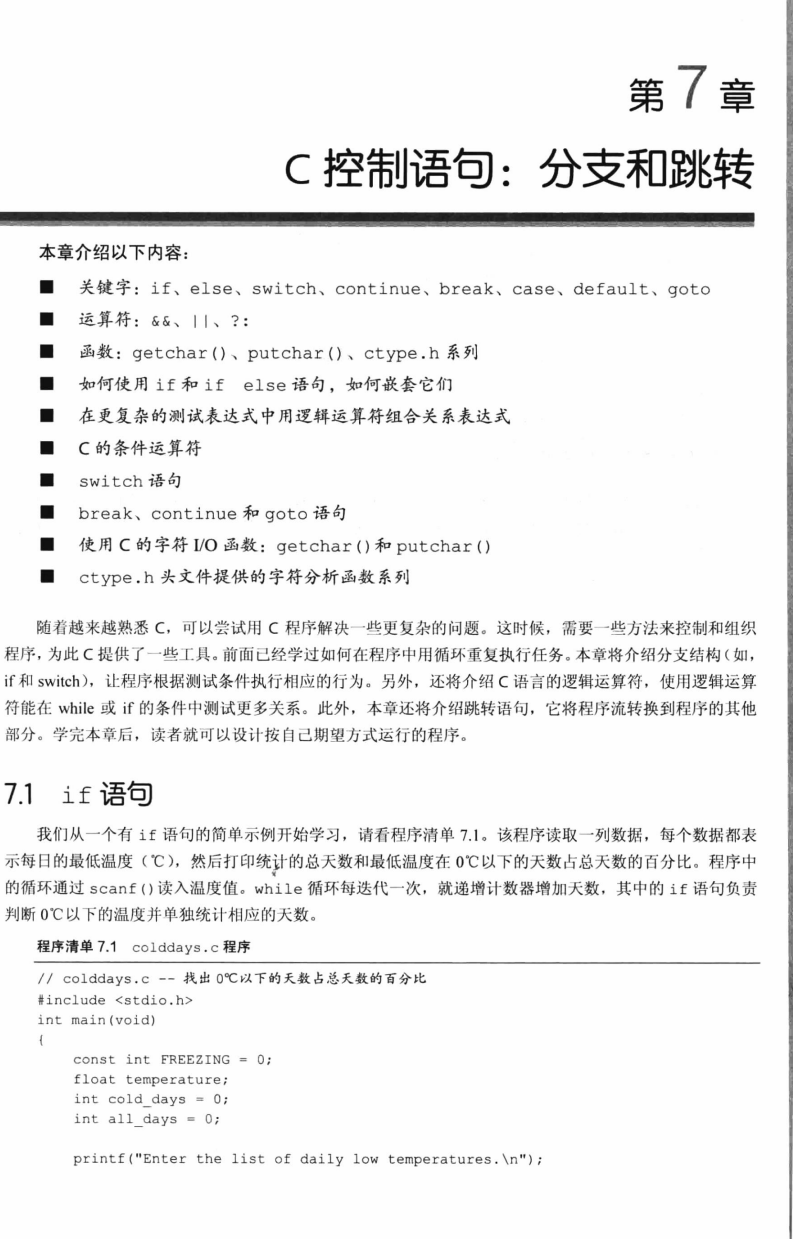 第7章
C 控制语句：分支和跳转
本章介绍以下内容：
■ 关键字：if、else、switch、continue、break、case、default、goto
■ 运算符：&&、||、?:
■ 函数：getchar()、putchar()、ctype.h 系列
■ 如何使用 if 和 if else 语句，如何嵌套它们
■ 在更复杂的测试表达式中用逻辑运算符组合关系表达式
■ C 的条件运算符
■ switch 语句
■ break、continue 和 goto 语句
■ 使用 C 的字符 I/O 函数：getchar()和 putchar()
■ ctype.h 头文件提供的字符分析函数系列
随着越来越熟悉 C，可以尝试用 C 程序解决一些更复杂的问题。这时候，需要一些方法来控制和组织
程序，为此 C 提供了一些工具。前面已经学过如何在程序中用循环重复执行任务。本章将介绍分支结构（如，
if 和 switch），让程序根据测试条件执行相应的行为。另外，还将介绍 C 语言的逻辑运算符，使用逻辑运算
符能在 while 或 if 的条件中测试更多关系。此外，本章还将介绍跳转语句，它将程序流转换到程序的其他
部分。学完本章后，读者就可以设计按自己期望方式运行的程序。
7.1 if 语句
我们从一个有 if 语句的简单示例开始学习，请看程序清单 7.1。该程序读取一列数据，每个数据都表
示每日的最低温度（℃），然后打印统计的总天数和最低温度在 0℃以下的天数占总天数的百分比。程序中
的循环通过 scanf()读入温度值。while 循环每迭代一次，就递增计数器增加天数，其中的 if 语句负责
判断 0℃以下的温度并单独统计相应的天数。
程序清单 7.1 colddays.c 程序
// colddays.c -- 找出 0℃以下的天数占总天数的百分比
#include <stdio.h>
int main(void)
{
const int FREEZING = 0;
float temperature;
int cold_days = 0;
int all_days = 0;
printf("Enter the list of daily low temperatures.\n");